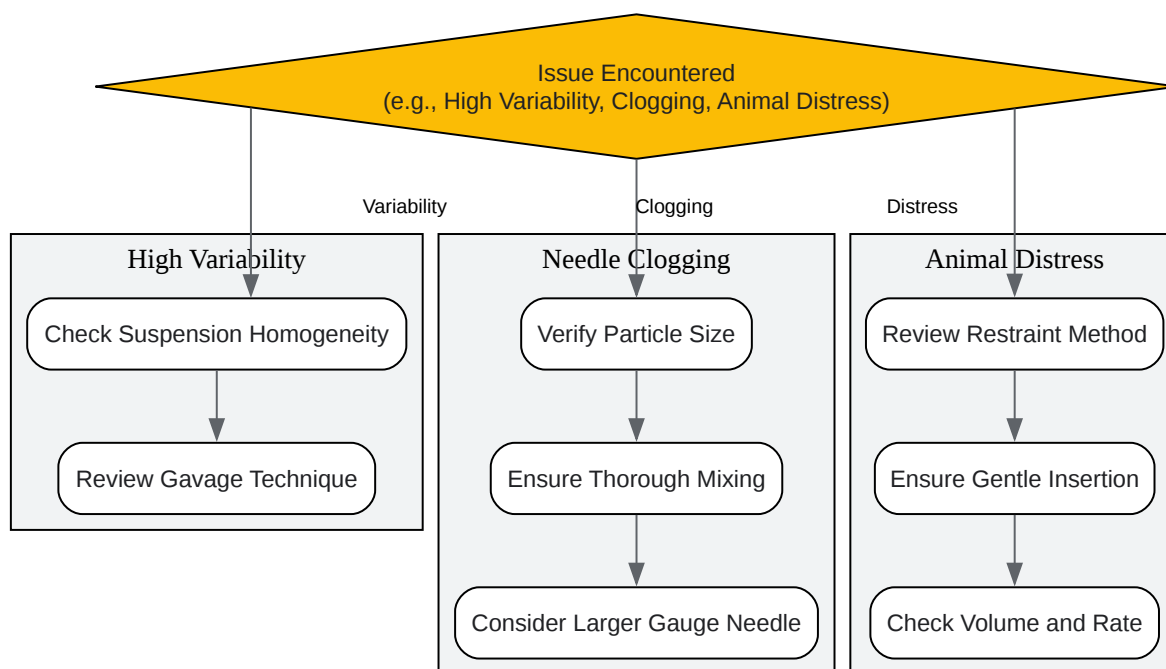 Issue Encountered
(e.g., High Variability, Clogging, Animal Distress)
Variability
Clogging
Distress
High Variability
Check Suspension Homogeneity
Review Gavage Technique
Needle Clogging
Verify Particle Size
Ensure Thorough Mixing
Consider Larger Gauge Needle
Animal Distress
Review Restraint Method
Ensure Gentle Insertion
Check Volume and Rate